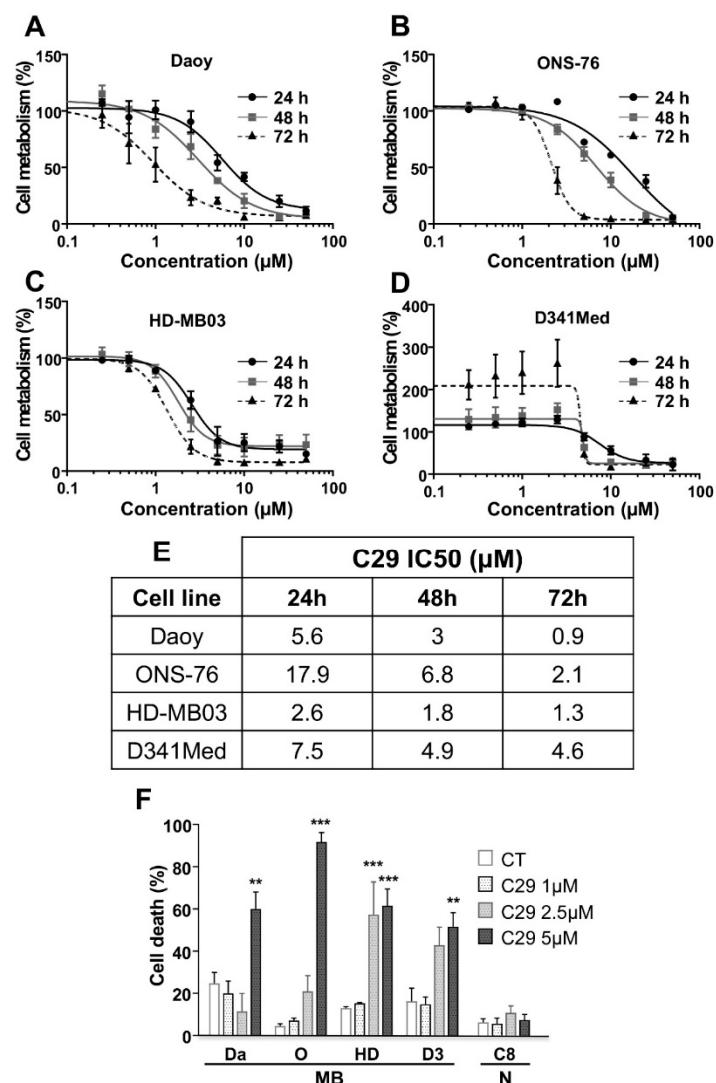 A
Daoy
Cell metabolism (%)
150
100
50
0
0.1
1
10
100
Concentration (µM)
24 h
48 h
72 h
B
ONS-76
Cell metabolism (%)
150
100
50
0
0.1
1
10
100
Concentration (µM)
24 h
48 h
72 h
C
HD-MB03
Cell metabolism (%)
150
100
50
0
0.1
1
10
100
Concentration (µM)
24 h
48 h
72 h
D
D341Med
Cell metabolism (%)
400
300
200
100
0
0.1
1
10
100
Concentration (µM)
24 h
48 h
72 h
E
C29 IC50 (µM)
Cell line 24h 48h 72h
Daoy 5.6 3 0.9
ONS-76 17.9 6.8 2.1
HD-MB03 2.6 1.8 1.3
D341Med 7.5 4.9 4.6
F
Cell death (%)
100
80
60
40
20
0
** *** *** *** **
CT
C29 1µM
C29 2.5µM
C29 5µM
Da O HD D3 C8
MB N